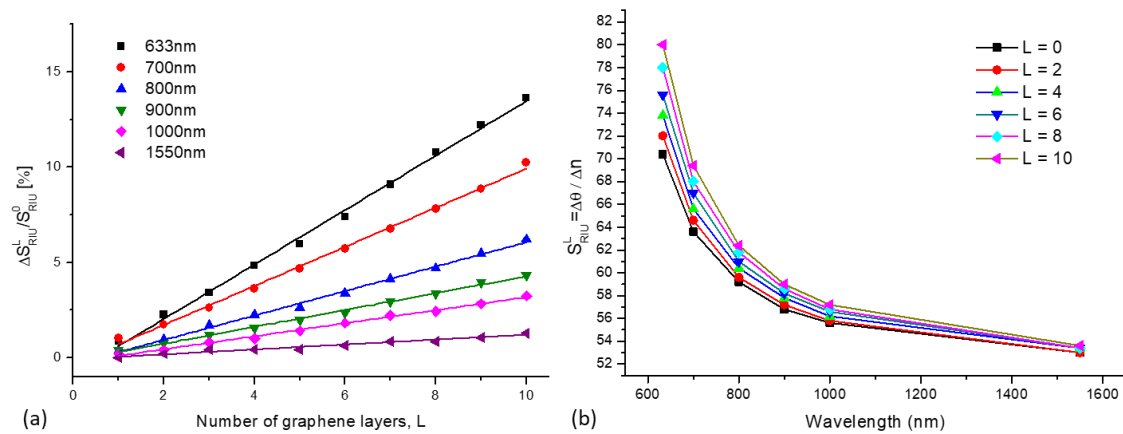 15
10
5
0
0
2
4
6
8
10
ΔS^L_RIU/S^0_RIU [%]
Number of graphene layers, L
633nm
700nm
800nm
900nm
1000nm
1550nm
(a)
83
80
78
76
74
72
70
68
66
64
62
60
58
56
54
52
600
800
1000
1200
1400
1600
S^L_RIU=Δθ / Δn
Wavelength (nm)
L = 0
L = 2
L = 4
L = 6
L = 8
L = 10
(b)